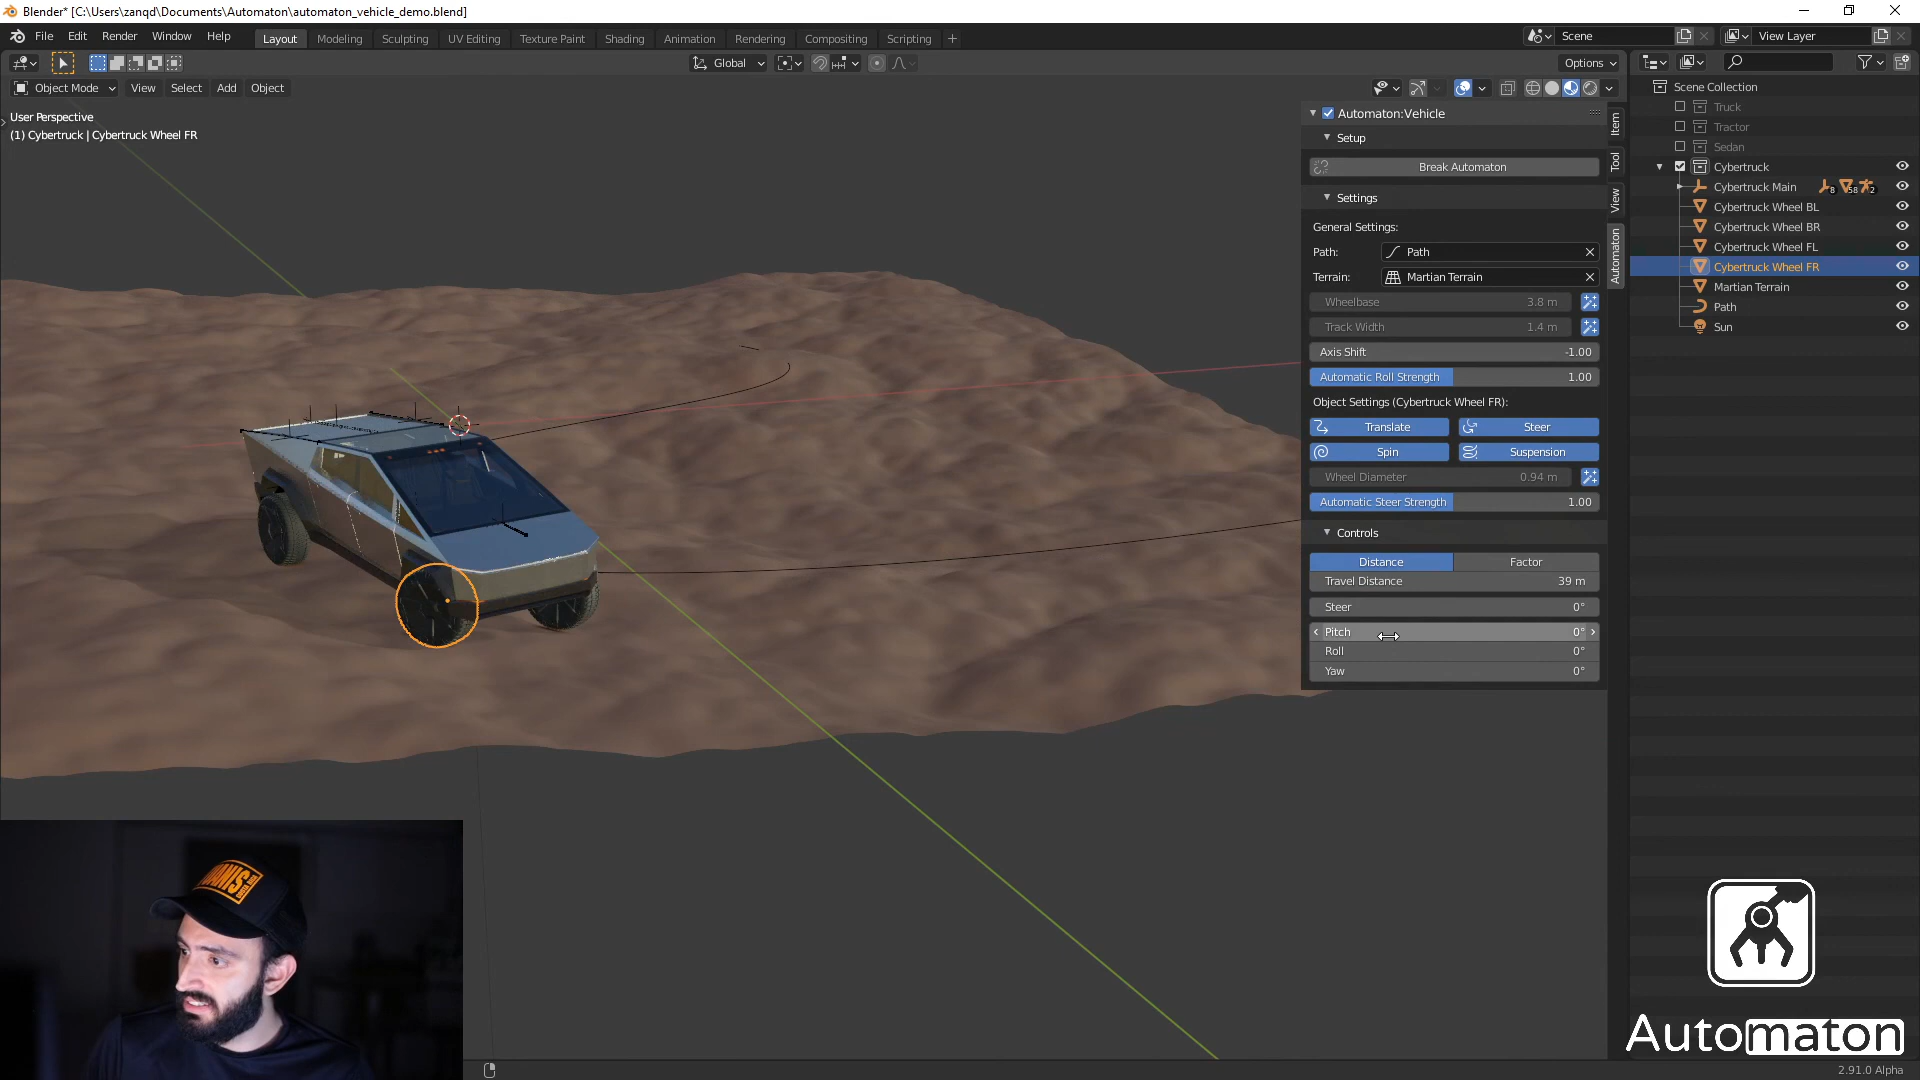 Blender* [C:\Users\zanqd\Documents\Automaton\automaton_vehicle_demo.blend]
File Edit Render Window Help Layout Modeling Sculpting UV Editing Texture Paint Shading Animation Rendering Compositing Scripting + Scene View Layer
Global Options
Object Mode View Select Add Object
User Perspective
(1) Cybertruck | Cybertruck Wheel FR
Automaton:Vehicle
Setup
Break Automaton
Settings
General Settings:
Path: Path
Terrain: Martian Terrain
Wheelbase 3.8 m
Track Width 1.4 m
Axis Shift -1.00
Automatic Roll Strength 1.00
Object Settings (Cybertruck Wheel FR):
Translate Steer
Spin Suspension
Wheel Diameter 0.94 m
Automatic Steer Strength 1.00
Controls
Distance Factor
Travel Distance 39 m
Steer 0°
Pitch 0°
Roll 0°
Yaw 0°
Item
Tool
View
Automaton
Scene Collection
Truck
Tractor
Sedan
Cybertruck
Cybertruck Main 8 58 2
Cybertruck Wheel BL
Cybertruck Wheel BR
Cybertruck Wheel FL
Cybertruck Wheel FR
Martian Terrain
Path
Sun
Automaton
2.91.0 Alpha